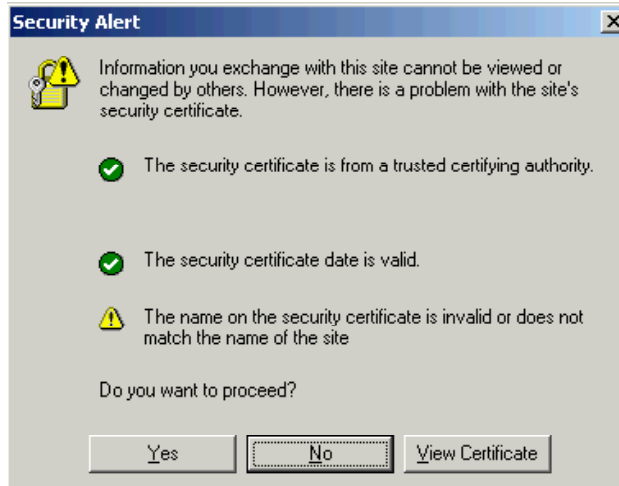 Security Alert
Information you exchange with this site cannot be viewed or
changed by others. However, there is a problem with the site's
security certificate.
The security certificate is from a trusted certifying authority.
The security certificate date is valid.
The name on the security certificate is invalid or does not
match the name of the site
Do you want to proceed?
Yes No View Certificate